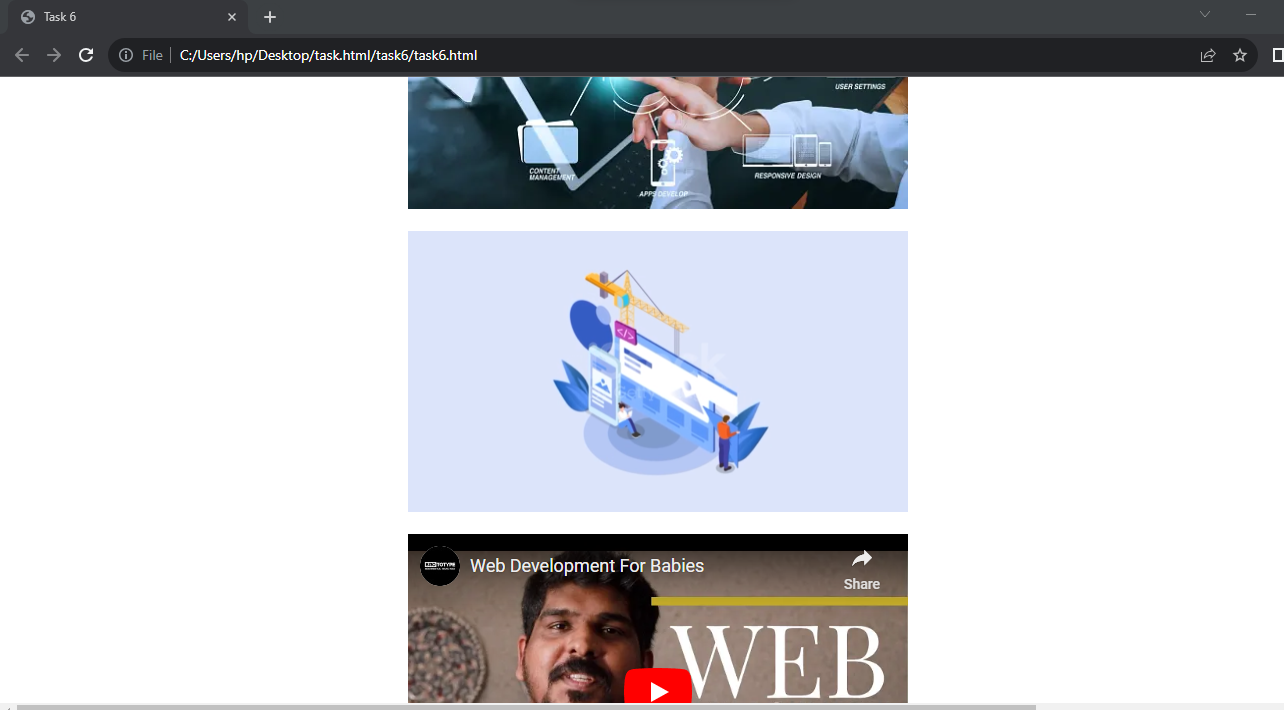 Task 6
File
C:/Users/hp/Desktop/task.html/task6/task6.html
USER SETTINGS
CONTENT
MANAGEMENT
APPS DEVELOP
RESPONSIVE DESIGN
</>
Web Development For Babies
Share
WEB